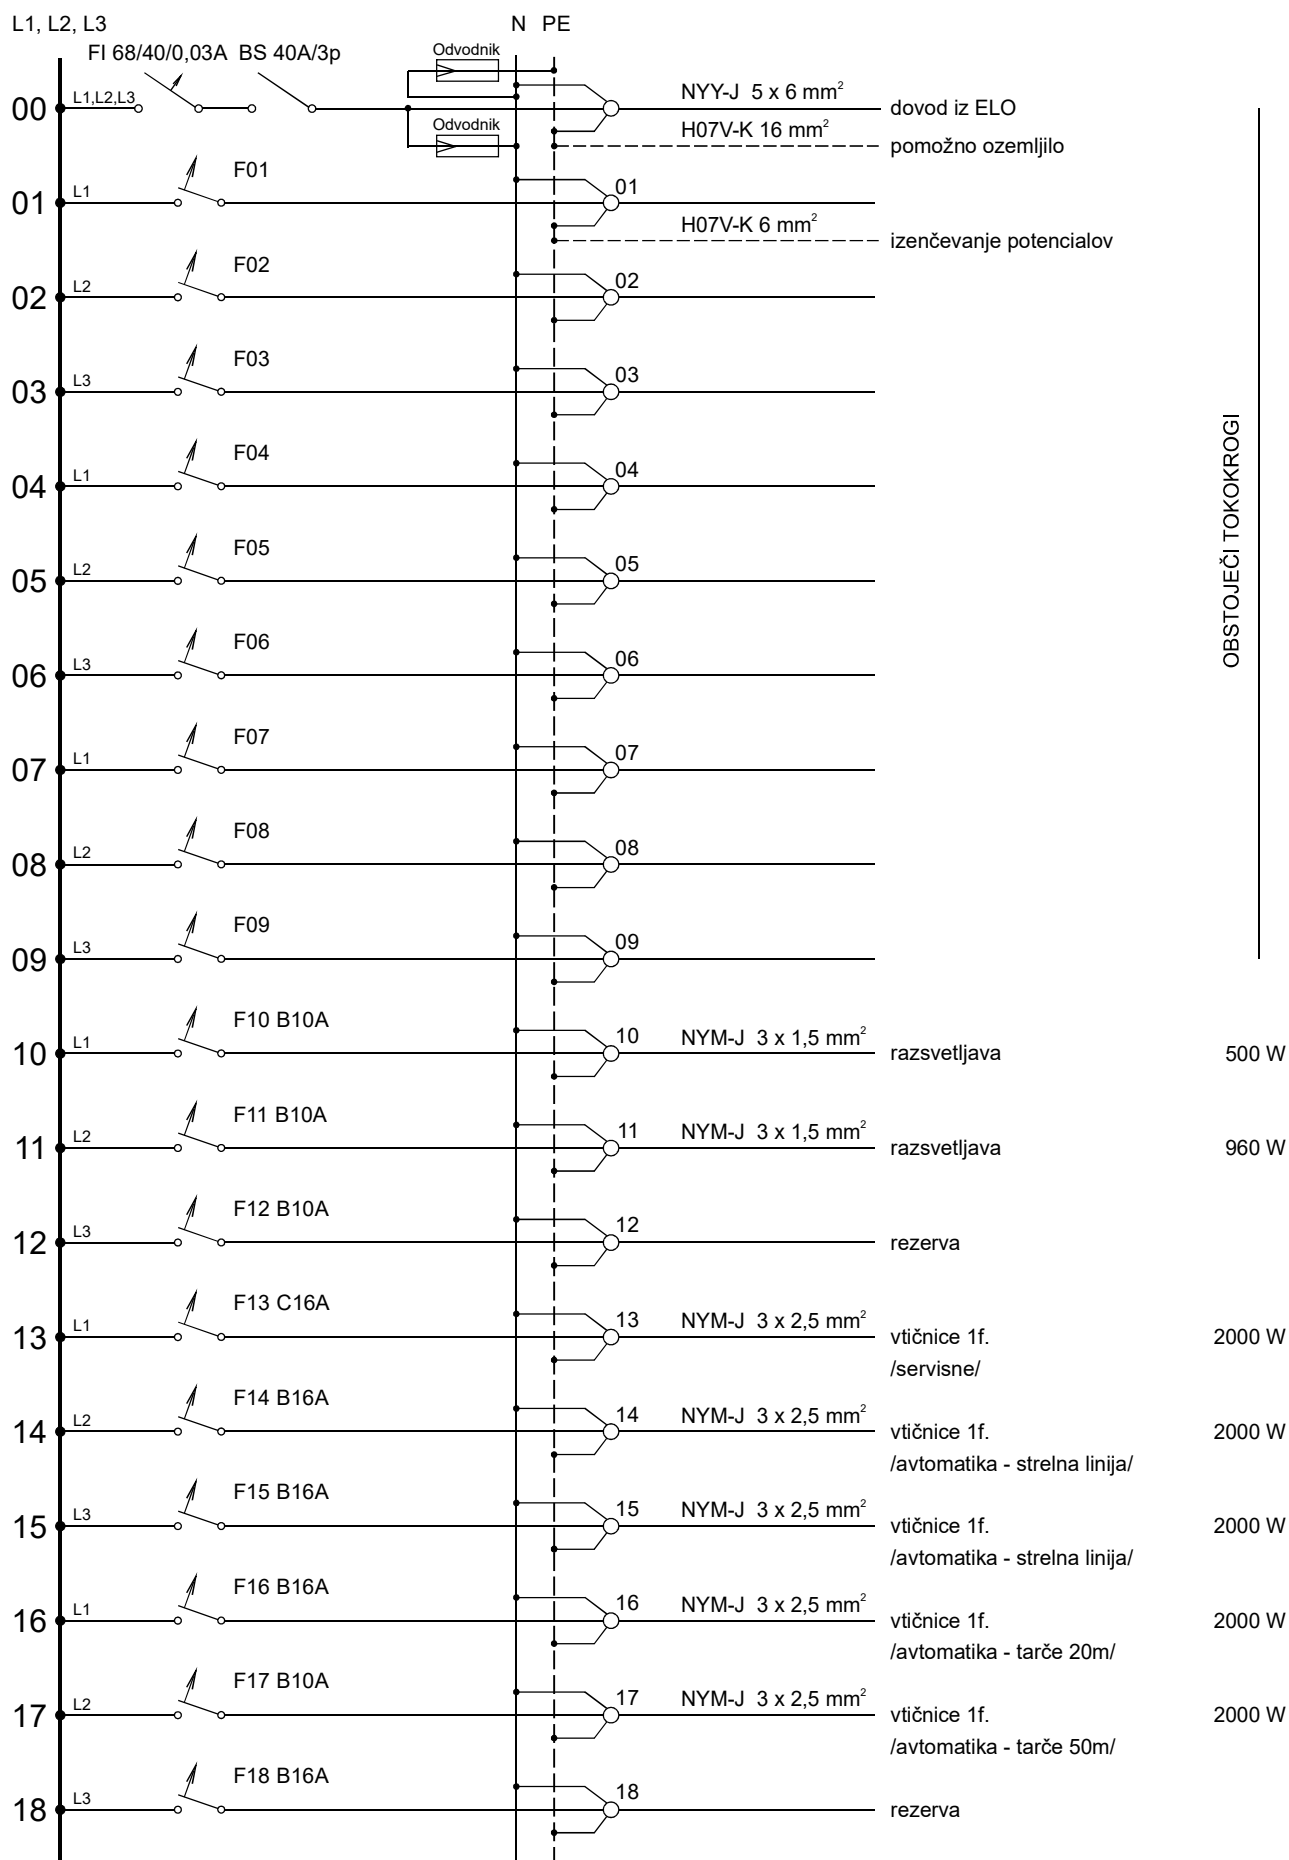 L1, L2, L3
N PE
FI 68/40/0,03A BS 40A/3p
Odvodnik
00 L1,L2,L3 NYY-J 5 x 6 mm² dovod iz ELO
Odvodnik
H07V-K 16 mm² pomožno ozemljilo
F01
01 L1 01
H07V-K 6 mm² izenčevanje potencialov
F02
02 L2 02
F03
03 L3 03
F04
04 L1 04
F05
05 L2 05
F06
06 L3 06
F07
07 L1 07
F08
08 L2 08
F09
09 L3 09
OBSTOJEČI TOKOKROGI
F10 B10A
10 L1 10 NYM-J 3 x 1,5 mm² razsvetljava 500 W
F11 B10A
11 L2 11 NYM-J 3 x 1,5 mm² razsvetljava 960 W
F12 B10A
12 L3 12 rezerva
F13 C16A
13 L1 13 NYM-J 3 x 2,5 mm² vtičnice 1f. 2000 W
/servisne/
F14 B16A
14 L2 14 NYM-J 3 x 2,5 mm² vtičnice 1f. 2000 W
/avtomatika - strelna linija/
F15 B16A
15 L3 15 NYM-J 3 x 2,5 mm² vtičnice 1f. 2000 W
/avtomatika - strelna linija/
F16 B16A
16 L1 16 NYM-J 3 x 2,5 mm² vtičnice 1f. 2000 W
/avtomatika - tarče 20m/
F17 B10A
17 L2 17 NYM-J 3 x 2,5 mm² vtičnice 1f. 2000 W
/avtomatika - tarče 50m/
F18 B16A
18 L3 18 rezerva